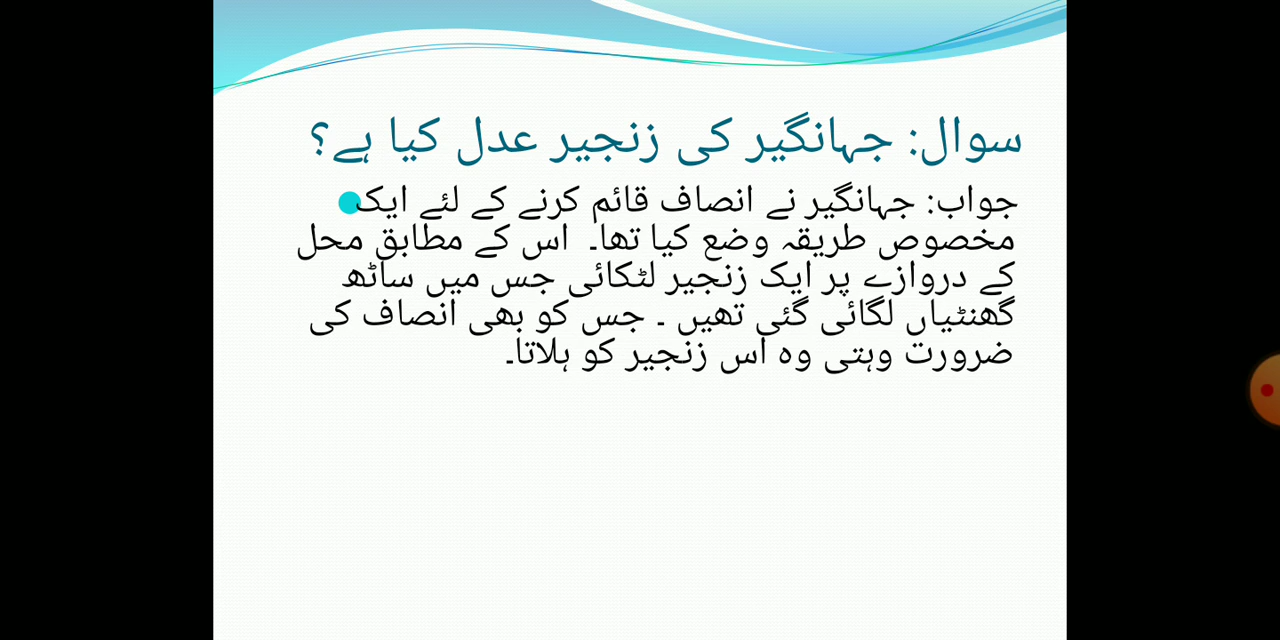 سوال: جہانگیر کی زنجیر عدل کیا ہے؟
جواب: جہانگیر نے انصاف قائم کرنے کے لئے ایک
مخصوص طریقہ وضع کیا تھا۔ اس کے مطابق محل
کے دروازے پر ایک زنجیر لٹکائی جس میں ساٹھ
گھنٹیاں لگائی گئی تھیں ۔ جس کو بھی انصاف کی
ضرورت وہتی وہ اس زنجیر کو ہلاتا۔